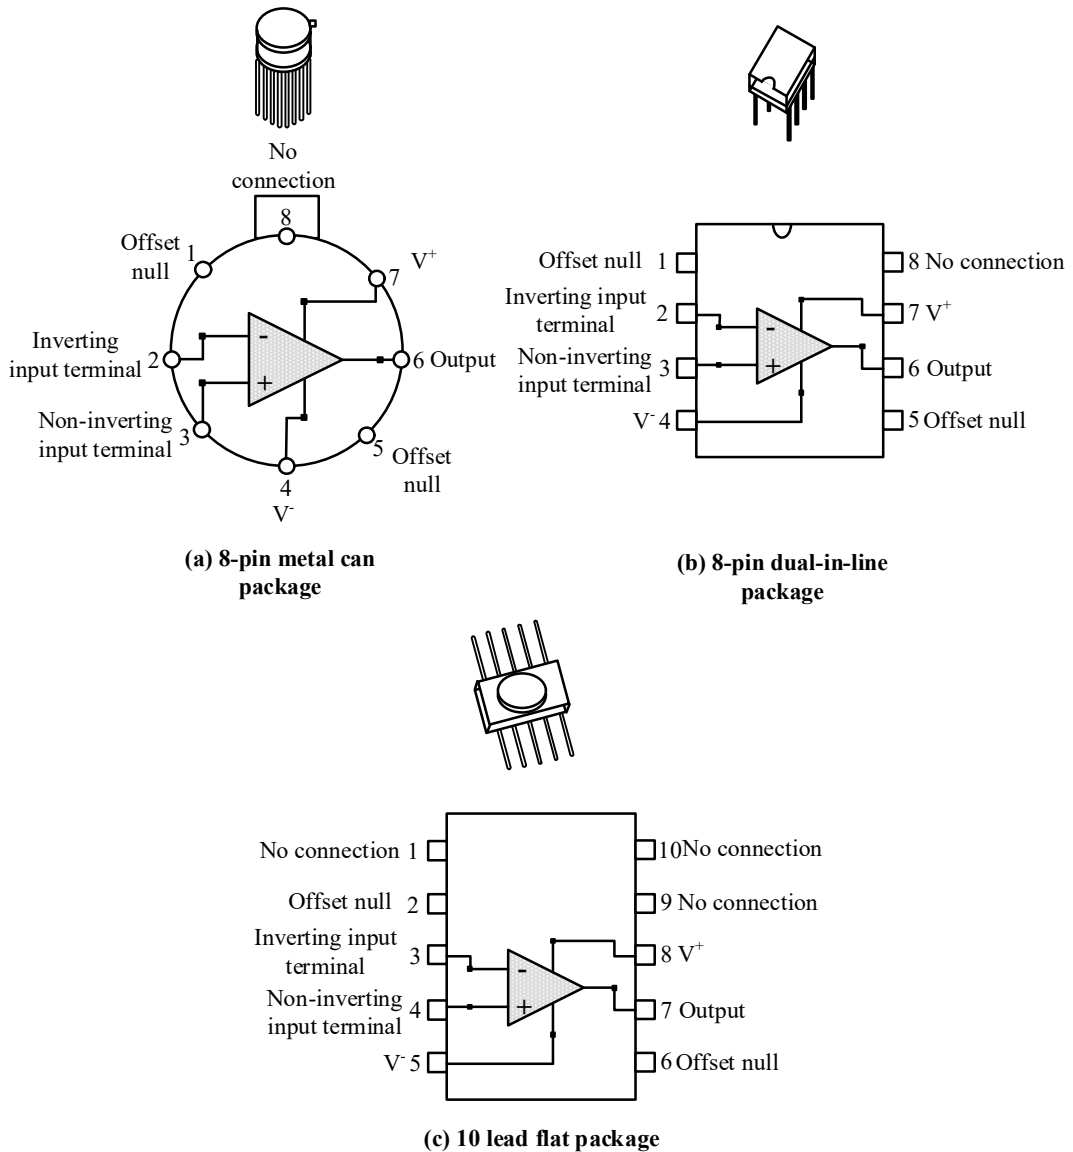 No
connection
8
Offset
null
1
7
V⁺
Inverting
input terminal
2
-
+
6 Output
Non-inverting
input terminal
3
4
V⁻
5
Offset
null
(a) 8-pin metal can
package
Offset null 1
8 No connection
Inverting input
terminal
2
7 V⁺
-
+
Non-inverting
input terminal
3
6 Output
V⁻ 4
5 Offset null
(b) 8-pin dual-in-line
package
No connection 1
10 No connection
Offset null 2
9 No connection
Inverting input
terminal
3
8 V⁺
-
+
Non-inverting
input terminal
4
7 Output
V⁻ 5
6 Offset null
(c) 10 lead flat package